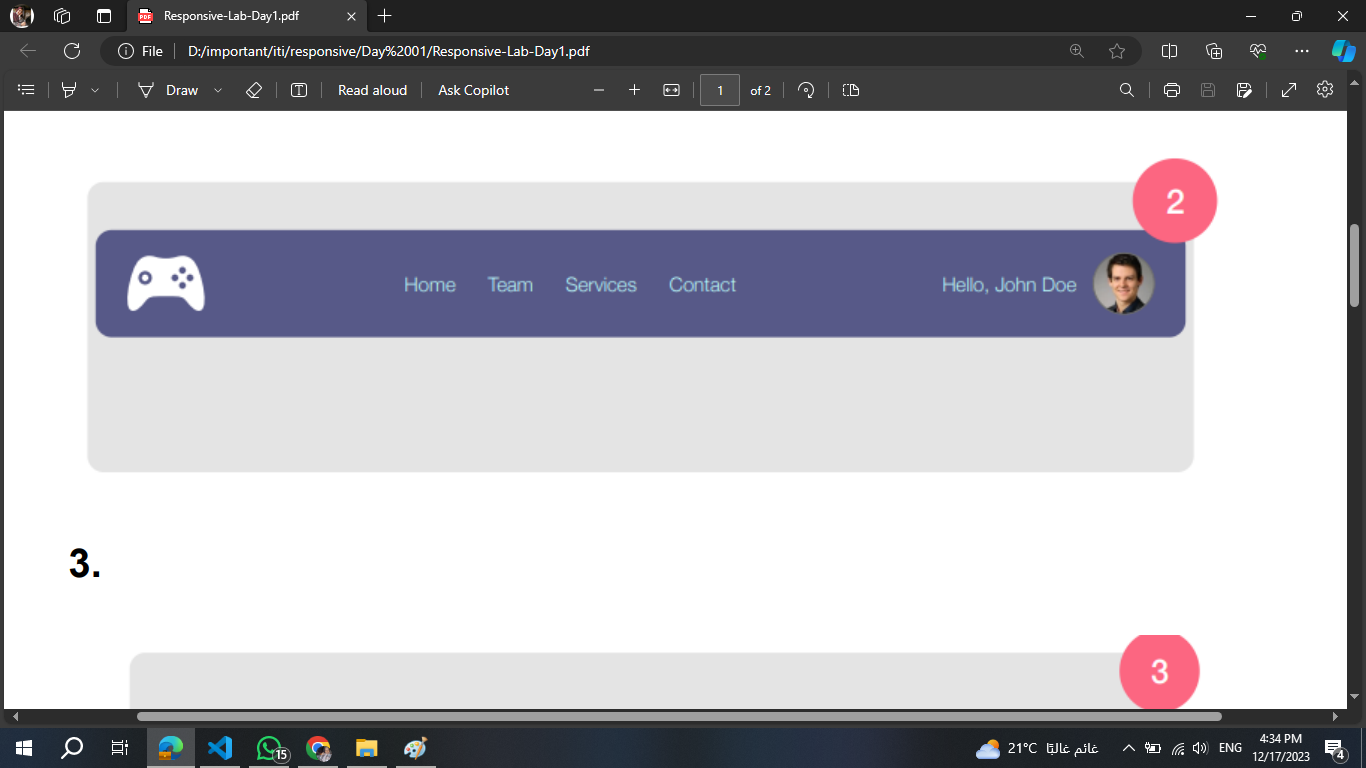 Responsive-Lab-Day1.pdf
File D:/important/iti/responsive/Day%2001/Responsive-Lab-Day1.pdf
Draw Read aloud Ask Copilot 1 of 2
2
Home Team Services Contact Hello, John Doe
3.
3
15
21°C غائم غالبًا ENG 4:34 PM
12/17/2023
4